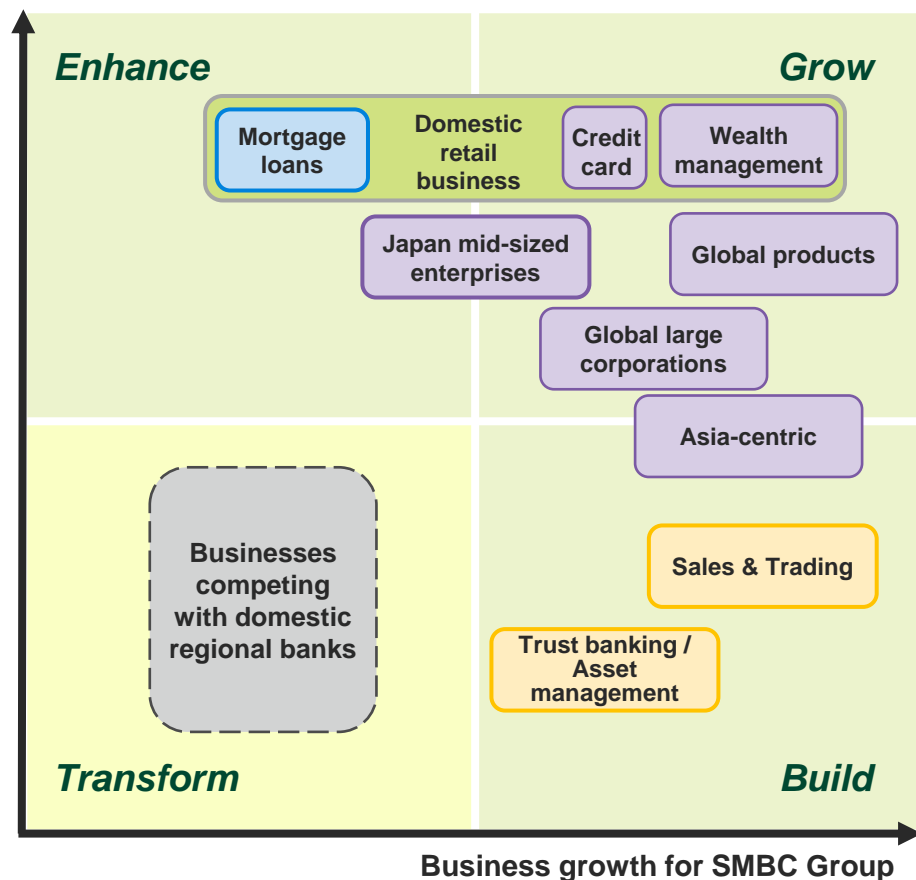 Enhance
Grow
Mortgage
loans
Domestic
retail
business
Credit
card
Wealth
management
Japan mid-sized
enterprises
Global products
Global large
corporations
Asia-centric
Businesses
competing
with domestic
regional banks
Sales & Trading
Trust banking /
Asset
management
Transform
Build
Business growth for SMBC Group